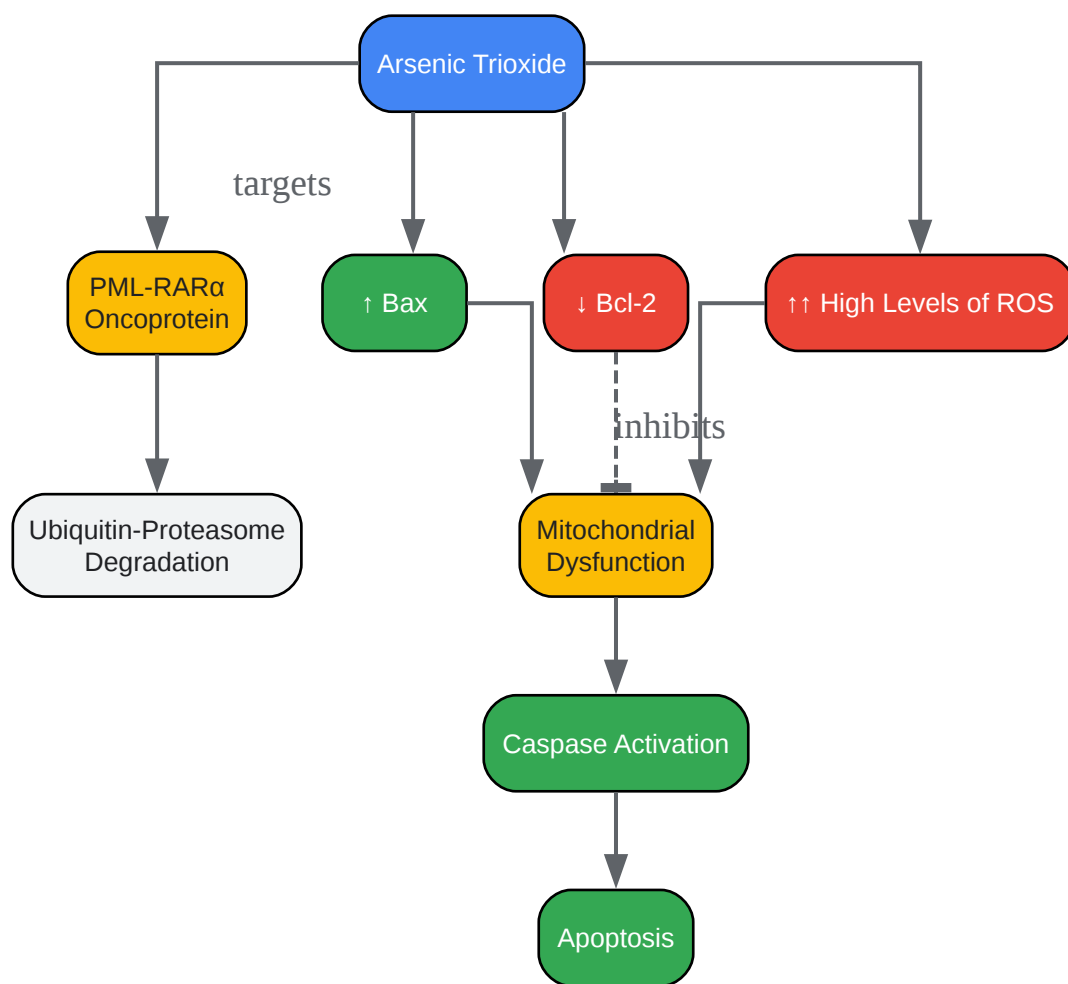 Arsenic Trioxide
targets
PML-RARα
Oncoprotein
↑ Bax
↓ Bcl-2
↑↑ High Levels of ROS
inhibits
Ubiquitin-Proteasome
Degradation
Mitochondrial
Dysfunction
Caspase Activation
Apoptosis